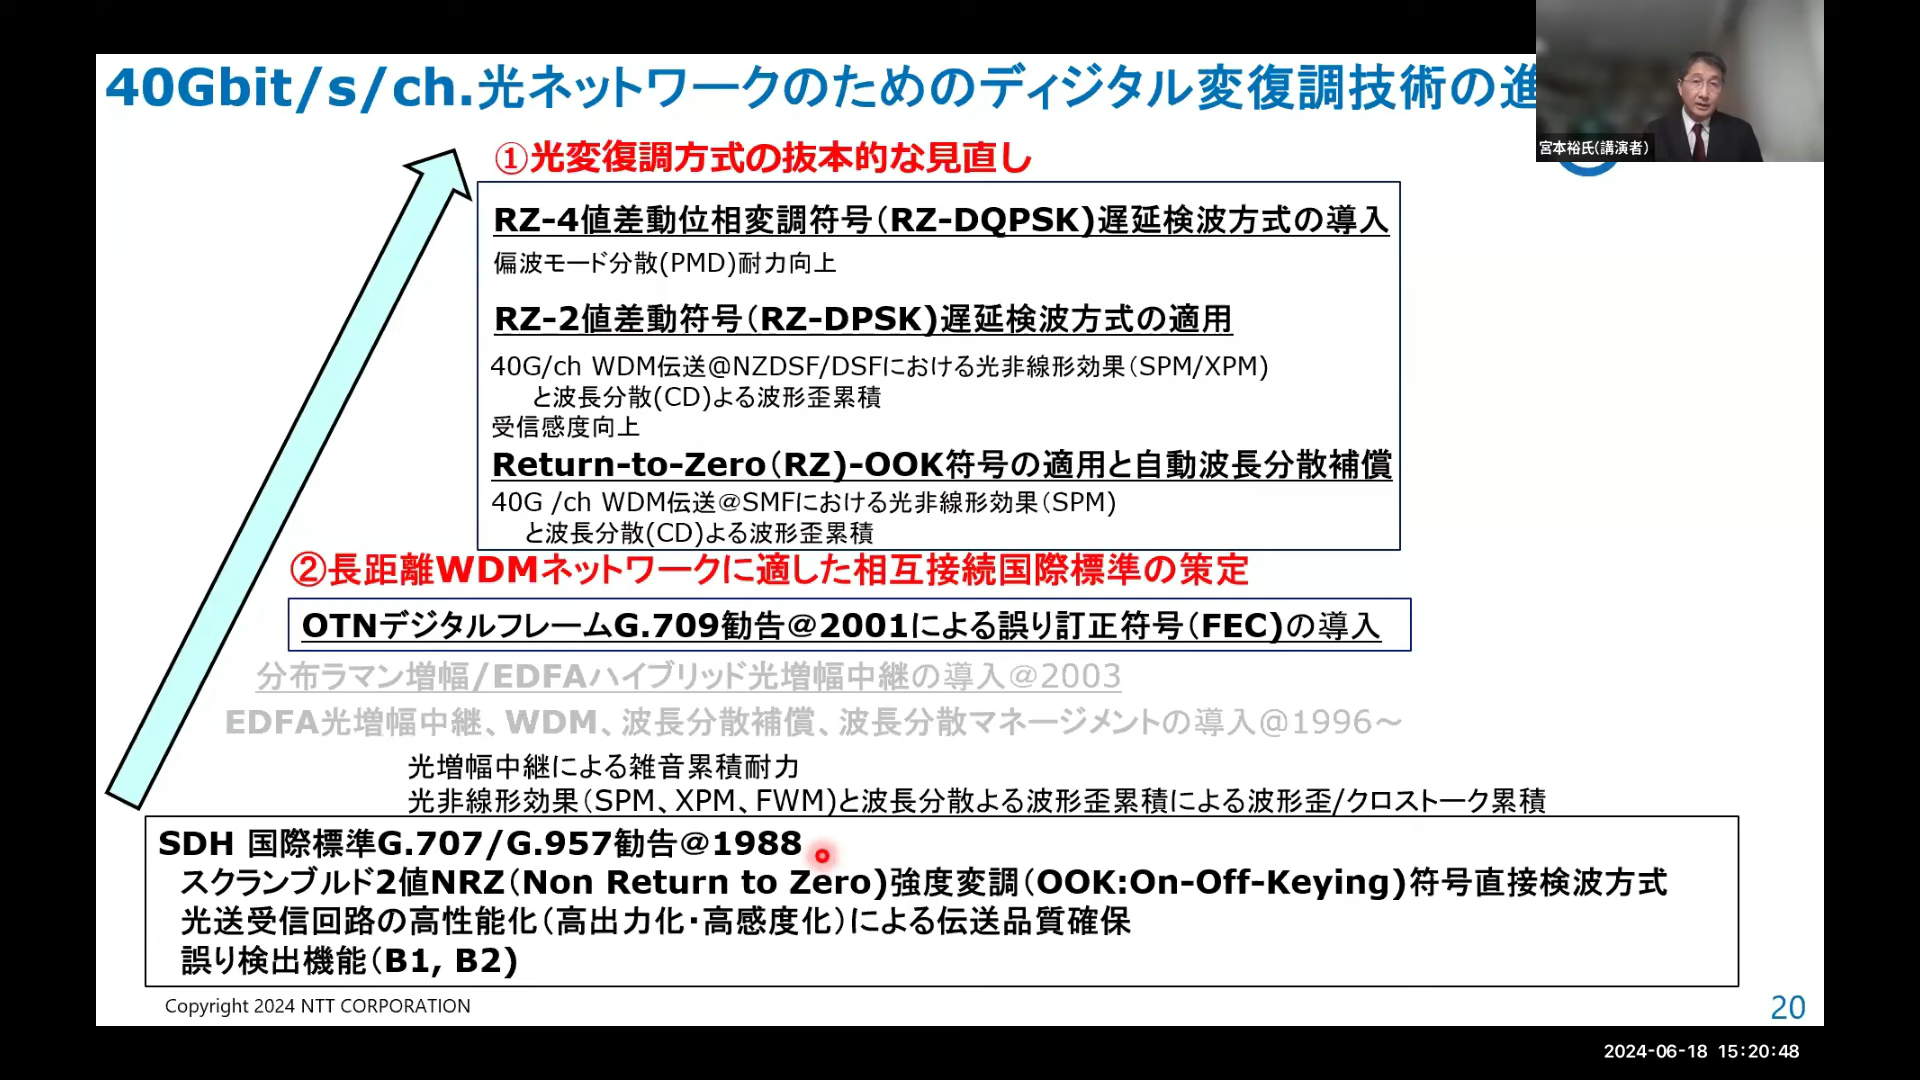 40Gbit/s/ch.光ネットワークのためのディジタル変復調技術の進
宮本裕氏(講演者)
①光変復調方式の抜本的な見直し
RZ-4値差動位相変調符号(RZ-DQPSK)遅延検波方式の導入
偏波モード分散(PMD)耐力向上
RZ-2値差動符号(RZ-DPSK)遅延検波方式の適用
40G/ch WDM伝送@NZDSF/DSFにおける光非線形効果(SPM/XPM)
と波長分散(CD)よる波形歪累積
受信感度向上
Return-to-Zero(RZ)-OOK符号の適用と自動波長分散補償
40G /ch WDM伝送@SMFにおける光非線形効果(SPM)
と波長分散(CD)よる波形歪累積
②長距離WDMネットワークに適した相互接続国際標準の策定
OTNデジタルフレームG.709勧告@2001による誤り訂正符号(FEC)の導入
分布ラマン増幅/EDFAハイブリッド光増幅中継の導入@2003
EDFA光増幅中継、WDM、波長分散補償、波長分散マネージメントの導入@1996~
光増幅中継による雑音累積耐力
光非線形効果(SPM、XPM、FWM)と波長分散よる波形歪累積による波形歪/クロストーク累積
SDH 国際標準G.707/G.957勧告@1988
スクランブルド2値NRZ(Non Return to Zero)強度変調(OOK:On-Off-Keying)符号直接検波方式
光送受信回路の高性能化(高出力化・高感度化)による伝送品質確保
誤り検出機能(B1, B2)
Copyright 2024 NTT CORPORATION
20
2024-06-18 15:20:48